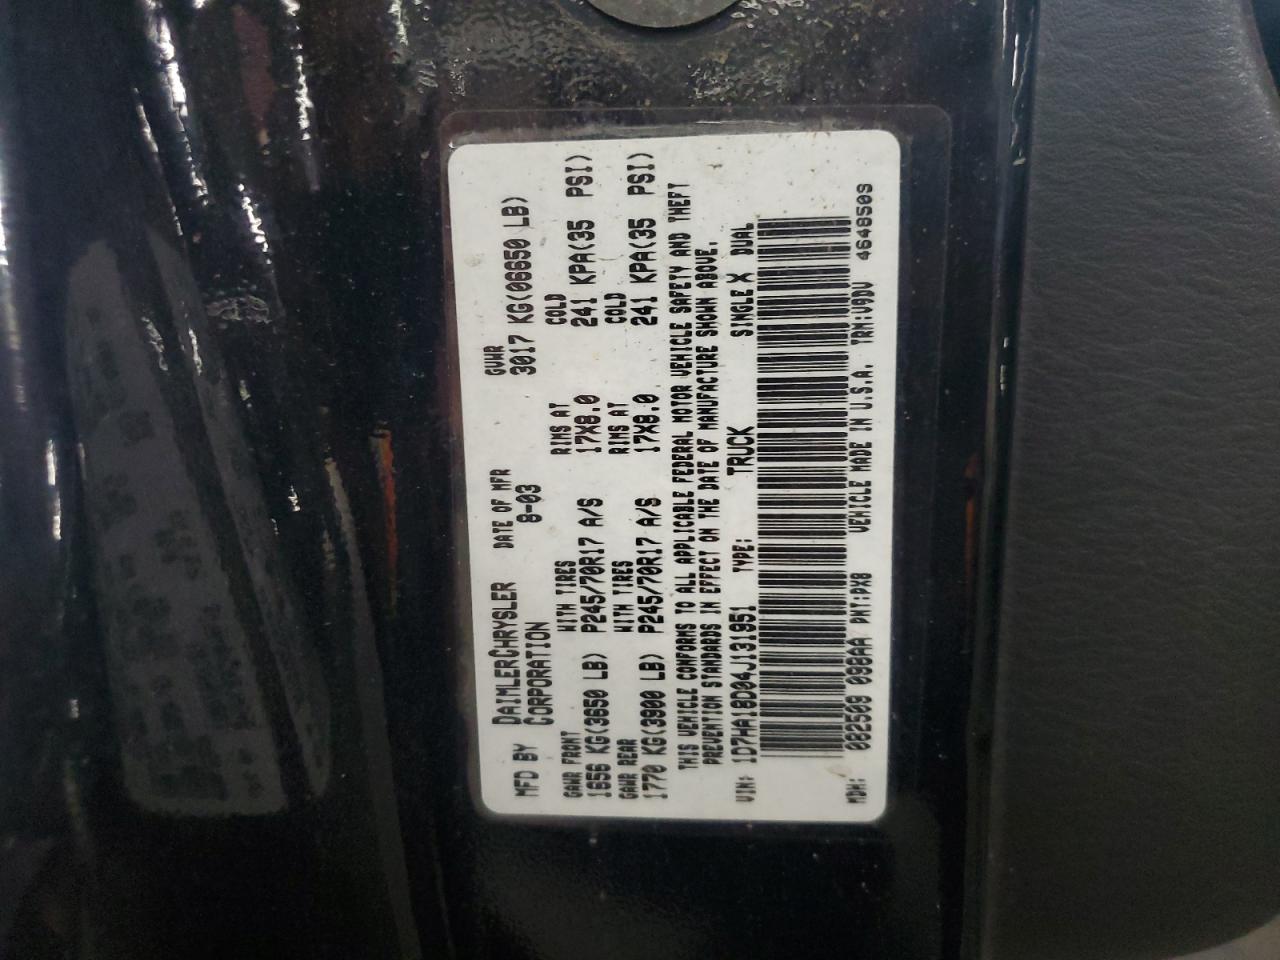 MFD BY DAIMLERCHRYSLER CORPORATION DATE OF MFR 8-03 GVWR 3017 KG(06650 LB)
GAWR FRONT WITH TIRES RIMS AT COLD
1656 KG(3650 LB) P245/70R17 A/S 17X8.0 241 KPA(35 PSI)
GAWR REAR WITH TIRES RIMS AT COLD
1770 KG(3900 LB) P245/70R17 A/S 17X8.0 241 KPA(35 PSI)
THIS VEHICLE CONFORMS TO ALL APPLICABLE FEDERAL MOTOR VEHICLE SAFETY AND THEFT
PREVENTION STANDARDS IN EFFECT ON THE DATE OF MANUFACTURE SHOWN ABOVE.
VIN: 1D7HA18D04J131951 TYPE: TRUCK SINGLE X DUAL
MDH: 082508 090AA PNT:PX8 VEHICLE MADE IN U.S.A. TRM:V9DV 4648509